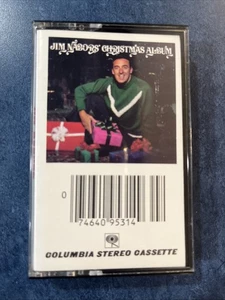 JIM NABORS' CHRISTMAS ALBUM
0
74640 95314
COLUMBIA STEREO CASSETTE